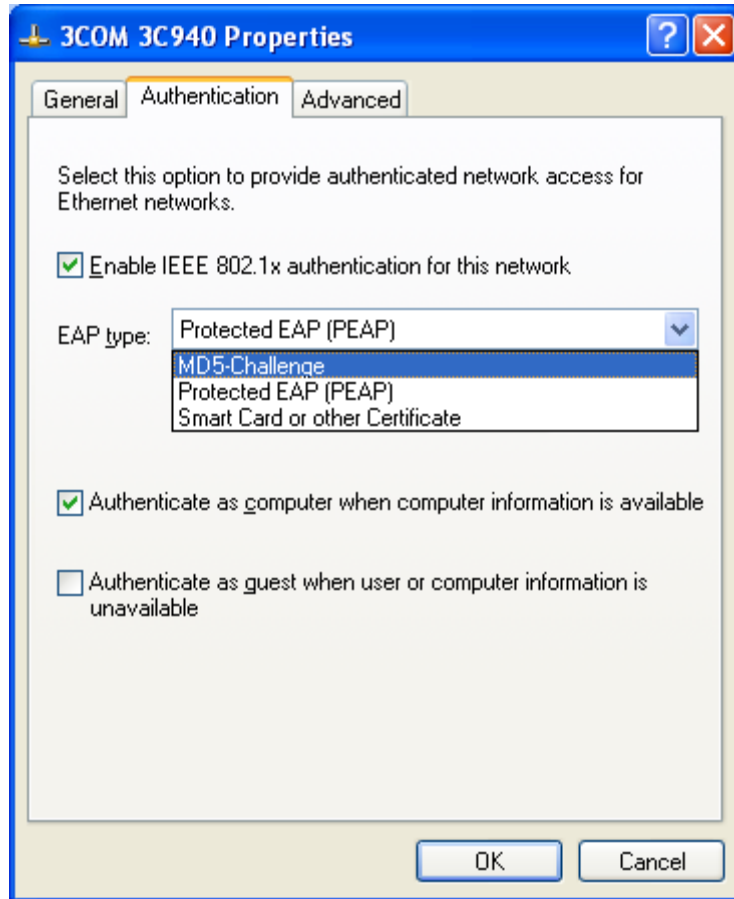 3COM 3C940 Properties
General Authentication Advanced
Select this option to provide authenticated network access for
Ethernet networks.
Enable IEEE 802.1x authentication for this network
EAP type: Protected EAP (PEAP)
MD5-Challenge
Protected EAP (PEAP)
Smart Card or other Certificate
Authenticate as computer when computer information is available
Authenticate as guest when user or computer information is
unavailable
OK Cancel